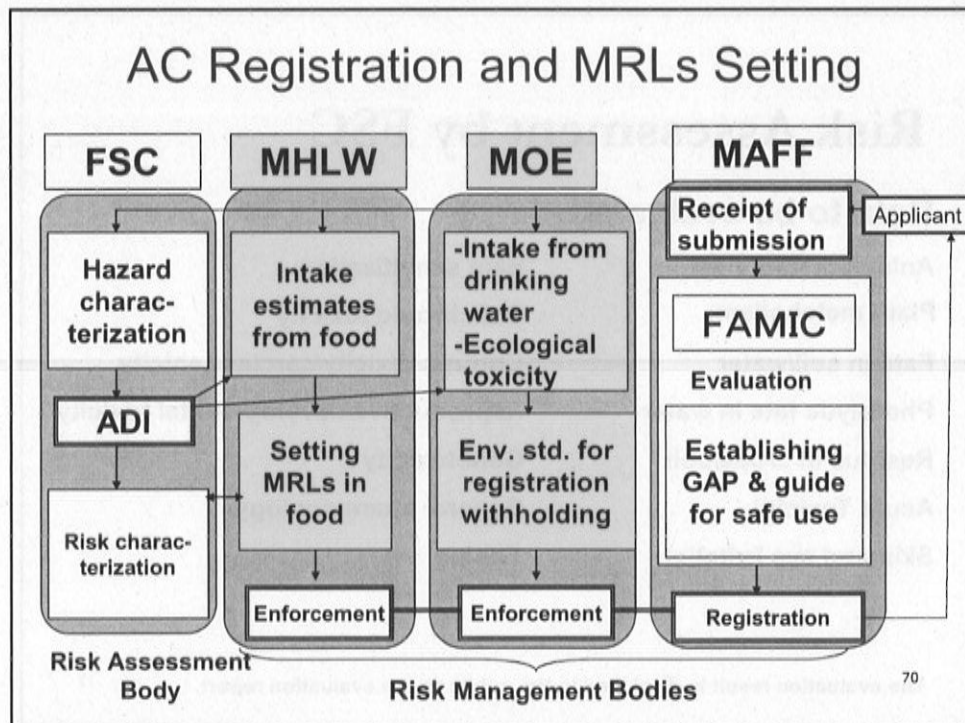 AC Registration and MRLs Setting
FSC
MHLW
MOE
MAFF
Receipt of
submission
Applicant
Hazard
charac-
terization
Intake
estimates
from food
-Intake from
drinking
water
-Ecological
toxicity
FAMIC
Evaluation
ADI
Setting
MRLs in
food
Env. std. for
registration
withholding
Establishing
GAP & guide
for safe use
Risk charac-
terization
Enforcement
Enforcement
Registration
Risk Assessment
Body
Risk Management Bodies
70